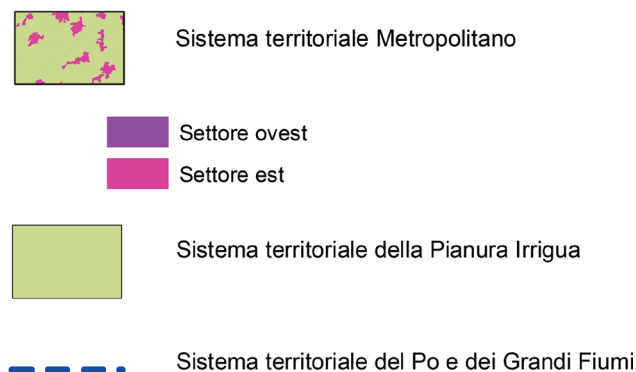 Sistema territoriale Metropolitano
Settore ovest
Settore est
Sistema territoriale della Pianura Irrigua
Sistema territoriale del Po e dei Grandi Fiumi